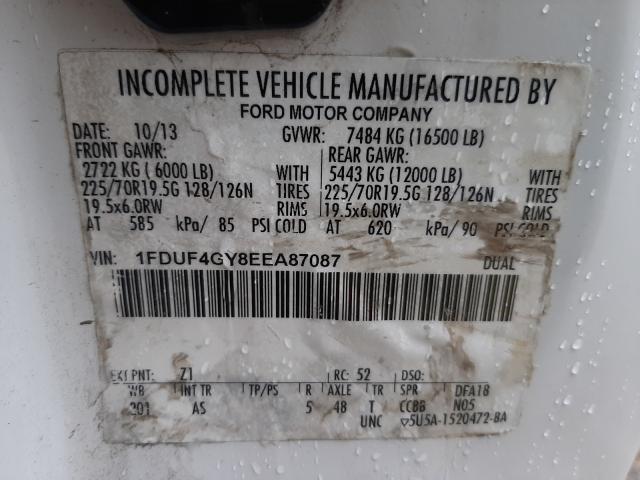 INCOMPLETE VEHICLE MANUFACTURED BY
FORD MOTOR COMPANY
DATE: 10/13 GVWR: 7484 KG (16500 LB)
FRONT GAWR: REAR GAWR:
2722 KG ( 6000 LB) WITH 5443 KG (12000 LB) WITH
225/70R19.5G 128/126N TIRES 225/70R19.5G 128/126N TIRES
19.5x6.0RW RIMS 19.5x6.0RW RIMS
AT 585 kPa/ 85 PSI COLD AT 620 kPa/ 90 PSI COLD
VIN: 1FDUF4GY8EEA87087 DUAL
EXT PNT: Z1 RC: 52 DSO:
WB INT TR TP/PS R AXLE TR SPR DFA18
201 AS 5 48 T CCBB N05
UNC ▽5U5A-1520472-BA